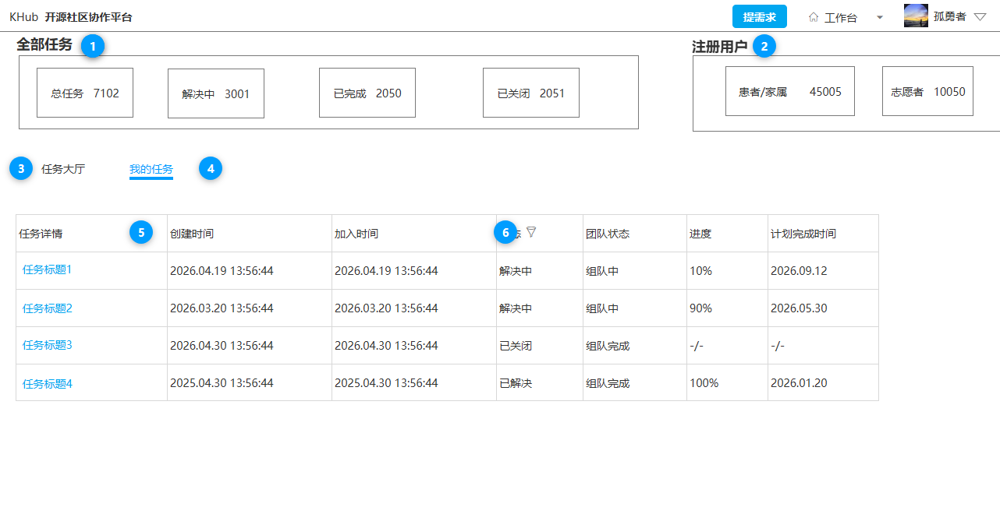 KHub 开源社区协作平台 提需求 工作台 孤勇者
全部任务 1 注册用户 2
总任务 7102 解决中 3001 已完成 2050 已关闭 2051 患者/家属 45005 志愿者 10050
3 任务大厅 我的任务 4
任务详情 5 创建时间 加入时间 6 团队状态 进度 计划完成时间
任务标题1 2026.04.19 13:56:44 2026.04.19 13:56:44 解决中 组队中 10% 2026.09.12
任务标题2 2026.03.20 13:56:44 2026.03.20 13:56:44 解决中 组队中 90% 2026.05.30
任务标题3 2026.04.30 13:56:44 2026.04.30 13:56:44 已关闭 组队完成 -/- -/-
任务标题4 2025.04.30 13:56:44 2025.04.30 13:56:44 已解决 组队完成 100% 2026.01.20